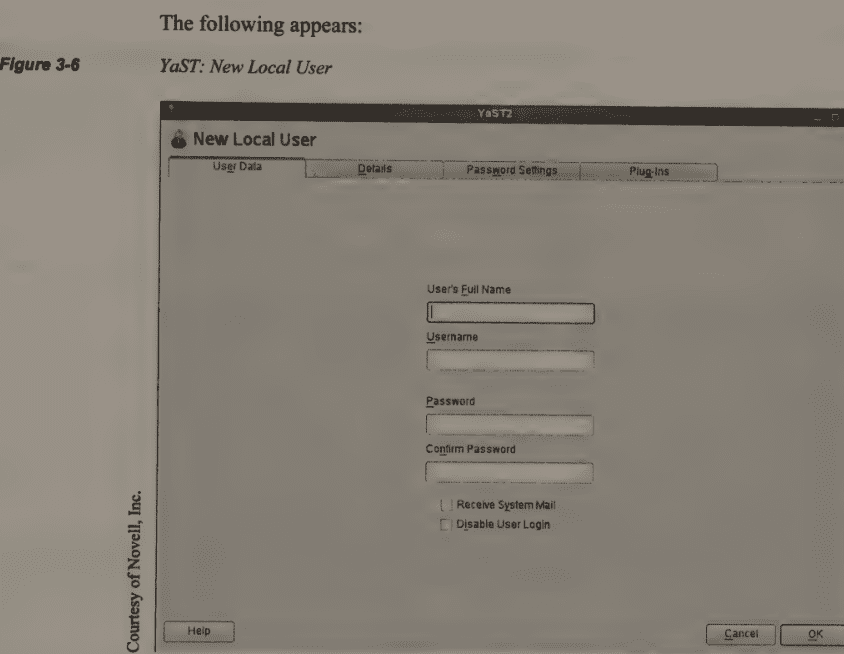 The following appears:
Figure 3-6
YaST: New Local User
YaST2
New Local User
User Data
Details
Password Settings
Plug-Ins
User's Full Name
Username
Password
Confirm Password
Receive System Mail
Disable User Login
Courtesy of Novell, Inc.
Help
Cancel
OK